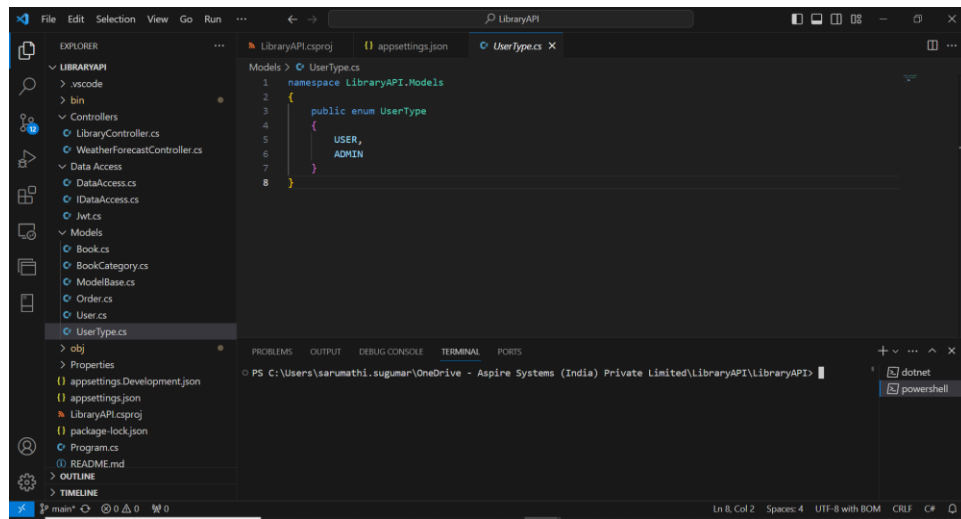 File Edit Selection View Go Run ··· LibraryAPI
EXPLORER ···
LIBRARYAPI
.vscode
bin
Controllers
LibraryController.cs
WeatherForecastController.cs
Data Access
DataAccess.cs
IDataAccess.cs
Jwt.cs
Models
Book.cs
BookCategory.cs
ModelBase.cs
Order.cs
User.cs
UserType.cs
obj
Properties
appsettings.Development.json
appsettings.json
LibraryAPI.csproj
package-lock.json
Program.cs
README.md
OUTLINE
TIMELINE
12
LibraryAPI.csproj {} appsettings.json UserType.cs
Models > UserType.cs
1 namespace LibraryAPI.Models
2 {
3 public enum UserType
4 {
5 USER,
6 ADMIN
7 }
8 }
PROBLEMS OUTPUT DEBUG CONSOLE TERMINAL PORTS
PS C:\Users\sarumathi.sugumar\OneDrive - Aspire Systems (India) Private Limited\LibraryAPI\LibraryAPI>
dotnet
powershell
main* 0 0 0 Ln 8, Col 2 Spaces: 4 UTF-8 with BOM CRLF C#